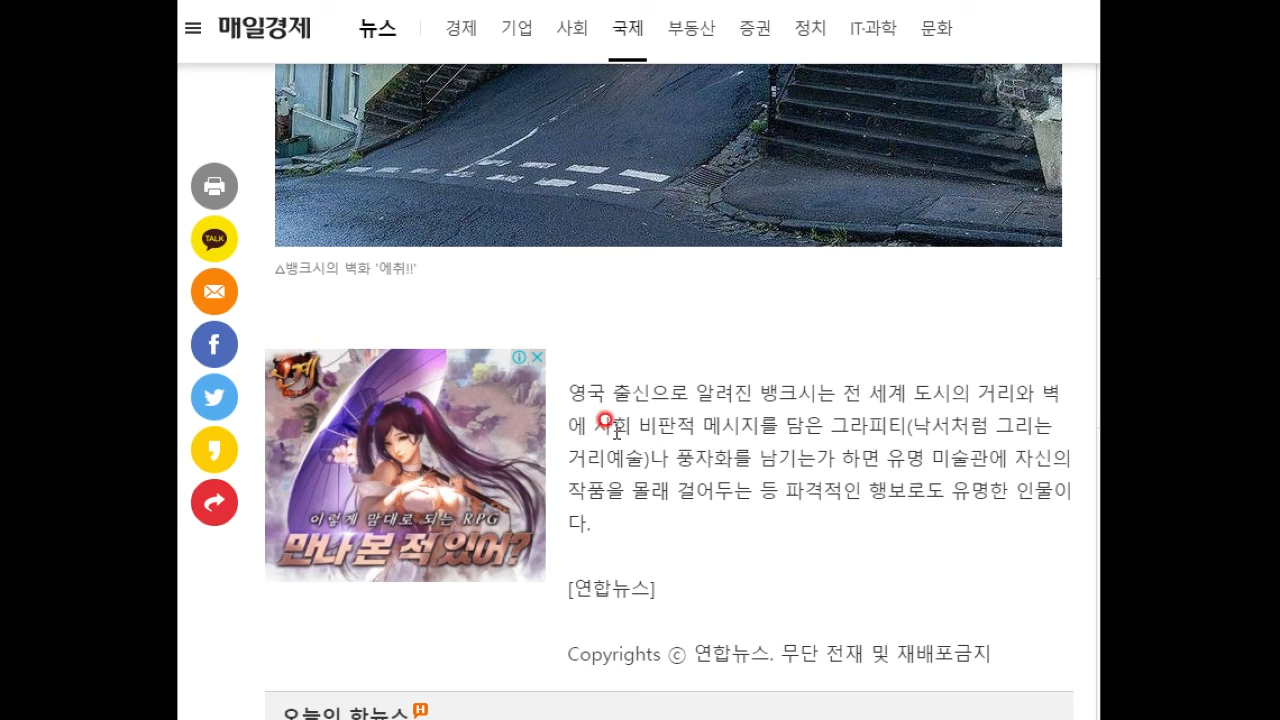 매일경제
뉴스 경제 기업 사회 국제 부동산 증권 정치 IT·과학 문화
△뱅크시의 벽화 '에취!!'
TALK
이렇게 맘대로 되는 RPG
만나 본 적 있어?
영국 출신으로 알려진 뱅크시는 전 세계 도시의 거리와 벽
에 사회 비판적 메시지를 담은 그라피티(낙서처럼 그리는
거리예술)나 풍자화를 남기는가 하면 유명 미술관에 자신의
작품을 몰래 걸어두는 등 파격적인 행보로도 유명한 인물이
다.
[연합뉴스]
Copyrights ⓒ 연합뉴스. 무단 전재 및 재배포금지
오늘의 핫뉴스 H